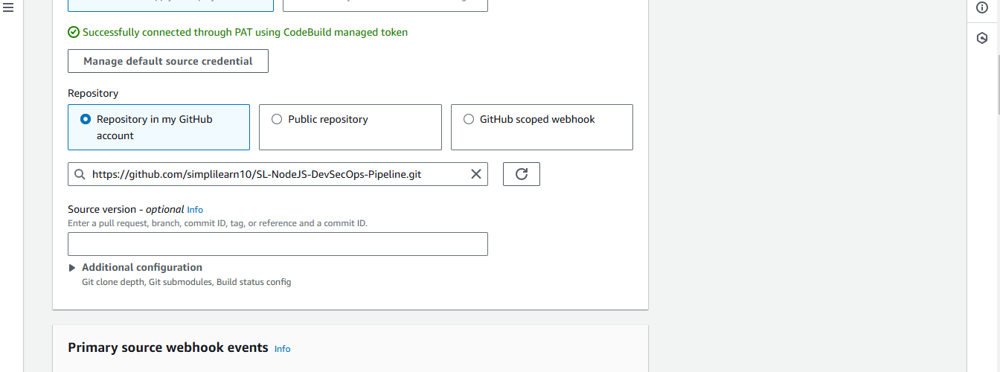 Successfully connected through PAT using CodeBuild managed token
Manage default source credential
Repository
Repository in my GitHub
account
Public repository
GitHub scoped webhook
https://github.com/simplilearn10/SL-NodeJS-DevSecOps-Pipeline.git
Source version - optional Info
Enter a pull request, branch, commit ID, tag, or reference and a commit ID.
Additional configuration
Git clone depth, Git submodules, Build status config
Primary source webhook events Info